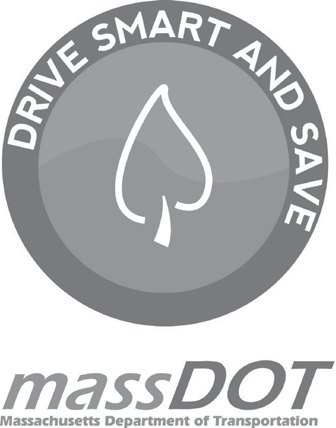 DRIVE SMART AND SAVE
massDOT
Massachusetts Department of Transportation